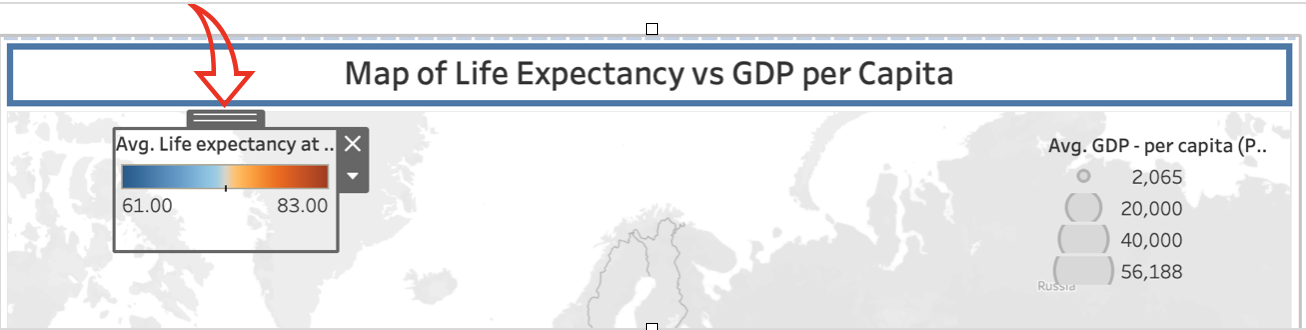 Map of Life Expectancy vs GDP per Capita
Avg. Life expectancy at ..
61.00 83.00
Avg. GDP - per capita (P..
2,065
20,000
40,000
56,188
Russia